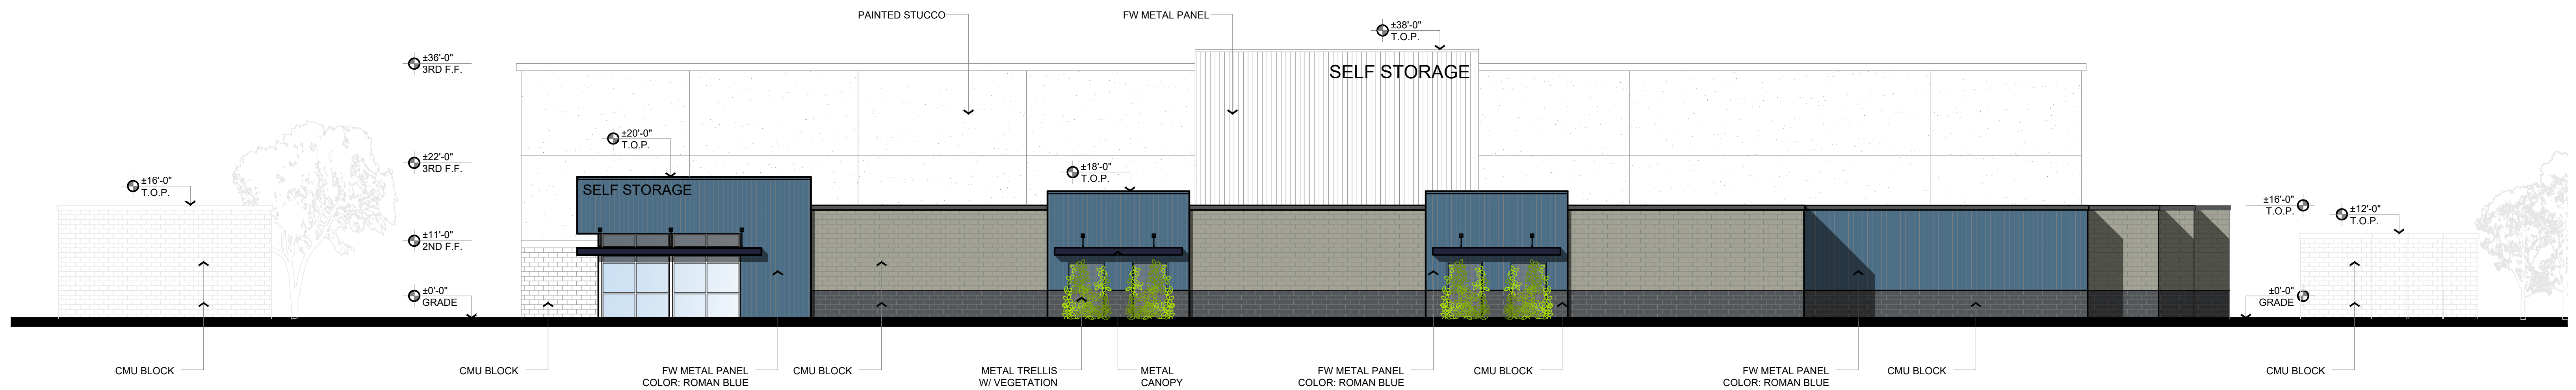 PAINTED STUCCO
FW METAL PANEL
±38'-0"
T.O.P.
±36'-0"
3RD F.F.
SELF STORAGE
±20'-0"
T.O.P.
±22'-0"
3RD F.F.
±18'-0"
T.O.P.
±16'-0"
T.O.P.
SELF STORAGE
±16'-0"
T.O.P.
±12'-0"
T.O.P.
±11'-0"
2ND F.F.
±0'-0"
GRADE
±0'-0"
GRADE
CMU BLOCK
CMU BLOCK
FW METAL PANEL
COLOR: ROMAN BLUE
CMU BLOCK
METAL TRELLIS
W/ VEGETATION
METAL
CANOPY
FW METAL PANEL
COLOR: ROMAN BLUE
CMU BLOCK
FW METAL PANEL
COLOR: ROMAN BLUE
CMU BLOCK
CMU BLOCK